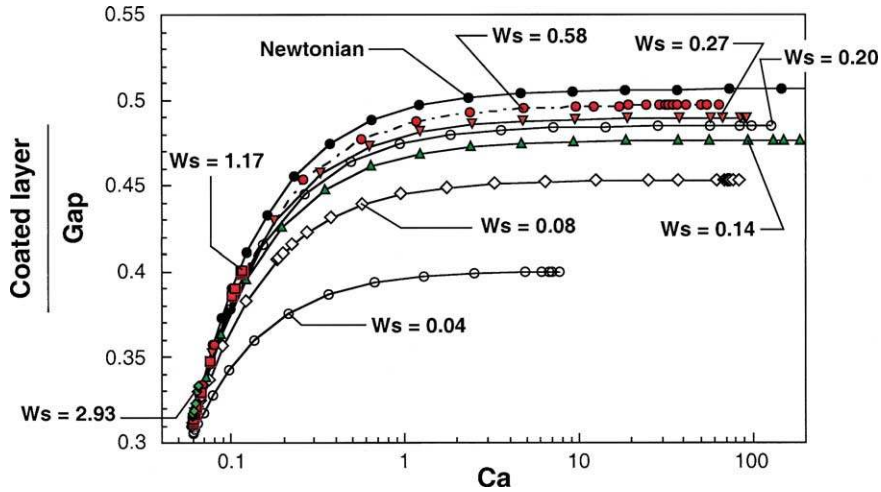 0.55
Ws = 0.58
Ws = 0.27
Newtonian
Ws = 0.20
0.5
Ws = 1.17
0.45
Coated layer
Gap
Ws = 0.08
Ws = 0.14
0.4
Ws = 0.04
0.35
Ws = 2.93
0.3
0.1
1
10
100
Ca